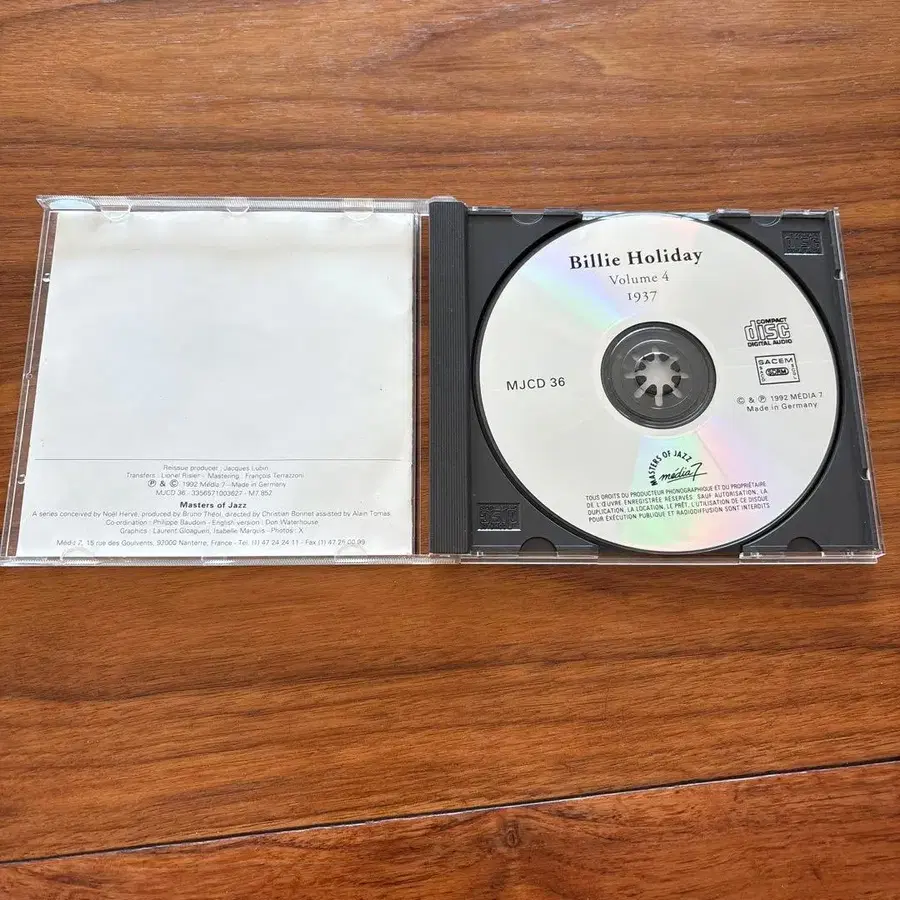 Reissue producer : Jacques Lubin
Transfers : Lionel Risler - Mastering : François Terrazzoni
℗ & © 1992 Média 7 - Made in Germany
MJCD 36 - 3356571003627 - M7 857
Masters of Jazz
A series conceived by Noël Hervé, produced by Bruno Théol, directed by Christian Bonnet assisted by Alain Tomas
Co-ordination : Philippe Baudoin - English version : Don Waterhouse
Graphics : Laurent Gloaguen, Isabelle Marquis - Photos : X
Média 7, 15 rue des Goulvents, 92000 Nanterre, France - Tel. (1) 47 24 24 11 - Fax (1) 47 26 00 99
Billie Holiday
Volume 4
1937
COMPACT
disc
DIGITAL AUDIO
MJCD 36
SACEM
© & ℗ 1992 MÉDIA 7
Made in Germany
MASTERS OF JAZZ
média 7
TOUS DROITS DU PRODUCTEUR PHONOGRAPHIQUE ET DU PROPRIÉTAIRE
DE L'ŒUVRE ENREGISTRÉE RÉSERVÉS. SAUF AUTORISATION, LA
DUPLICATION, LA LOCATION, LE PRÊT, L'UTILISATION DE CE DISQUE
POUR EXÉCUTION PUBLIQUE ET RADIODIFFUSION SONT INTERDITS